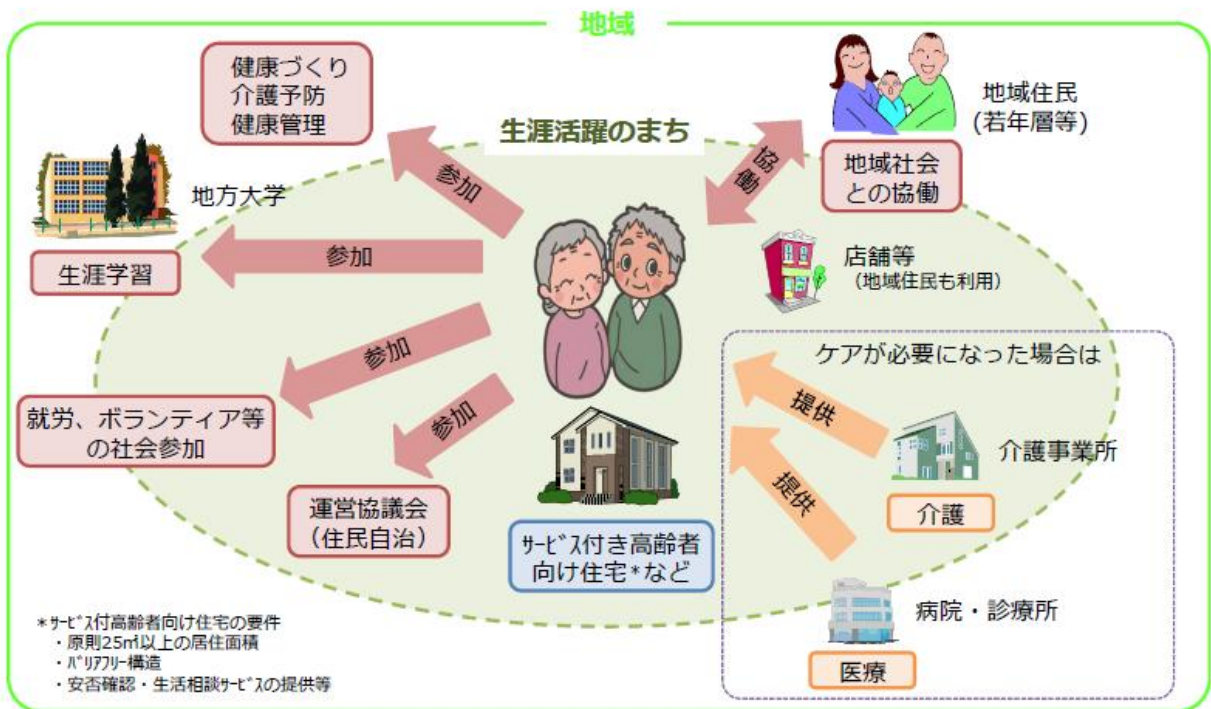 地域
健康づくり
介護予防
健康管理
生涯活躍のまち
地域住民
(若年層等)
地域社会
との協働
協働
参加
地方大学
生涯学習
参加
店舗等
（地域住民も利用）
参加
就労、ボランティア等
の社会参加
参加
運営協議会
（住民自治）
ｻｰﾋﾞｽ付き高齢者
向け住宅*など
ケアが必要になった場合は
提供
介護事業所
介護
提供
病院・診療所
医療
＊ｻｰﾋﾞｽ付高齢者向け住宅の要件
・原則25㎡以上の居住面積
・ﾊﾞﾘｱﾌﾘｰ構造
・安否確認・生活相談ｻｰﾋﾞｽの提供等